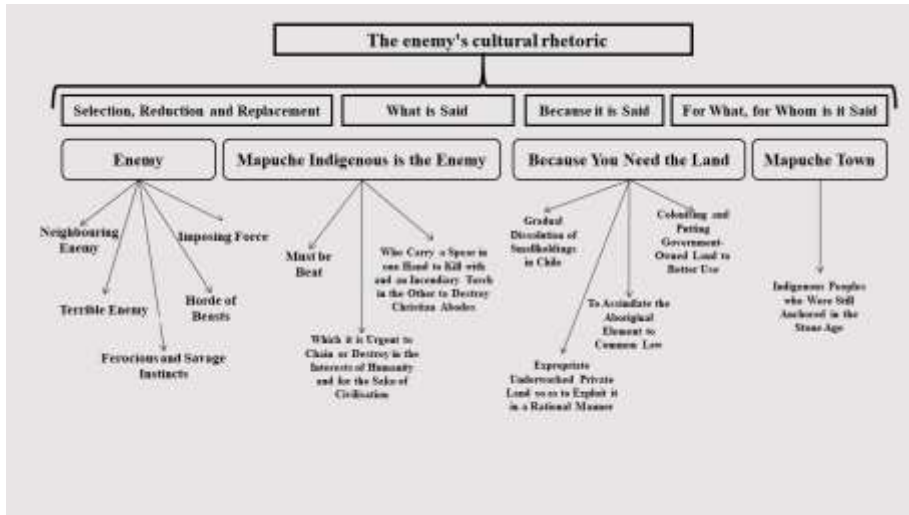 The enemy's cultural rhetoric
Selection, Reduction and Replacement
What is Said
Because it is Said
For What, for Whom is it Said
Enemy
Mapuche Indigenous is the Enemy
Because You Need the Land
Mapuche Town
Neighbouring
Enemy
Imposing Force
Terrible Enemy
Horde of
Beasts
Ferocious and Savage
Instincts
Must be
Beat
Who Carry a Spear in
one Hand to Kill with
and an Incendiary Torch
in the Other to Destroy
Christian Abodes
Which it is Urgent to
Chain or Destroy in the
Interests of Humanity
and for the Sake of
Civilisation
Gradual
Dissolution of
Smallholdings
in Chile
Colonising and
Putting
Government-
Owned Land to
Better Use
To Assimilate the
Aboriginal
Element to
Common Law
Expropriate
Underworked Private
Land so as to Exploit it
in a Rational Manner
Indigenous Peoples
who Were Still
Anchored in the
Stone Age